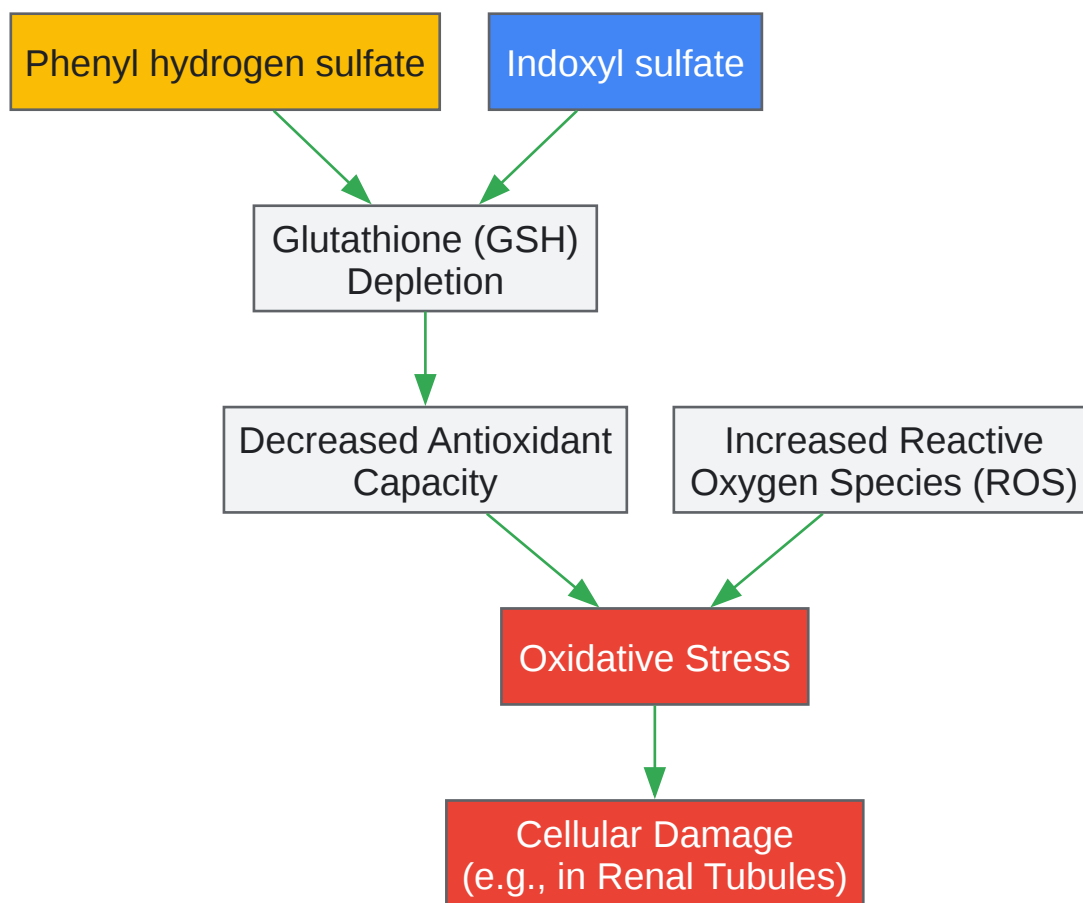 Phenyl hydrogen sulfate
Indoxyl sulfate
Glutathione (GSH)
Depletion
Decreased Antioxidant
Capacity
Increased Reactive
Oxygen Species (ROS)
Oxidative Stress
Cellular Damage
(e.g., in Renal Tubules)